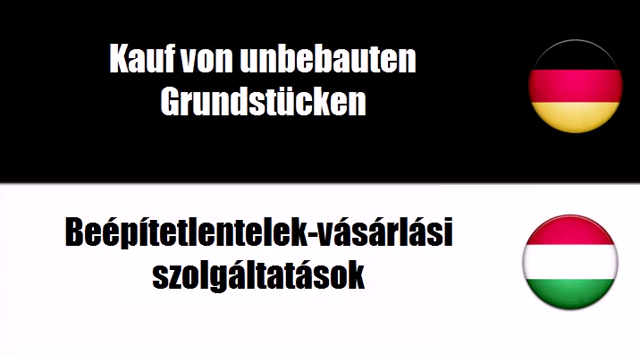 Kauf von unbebauten
Grundstücken
Beépítetlentelek-vásárlási
szolgáltatások